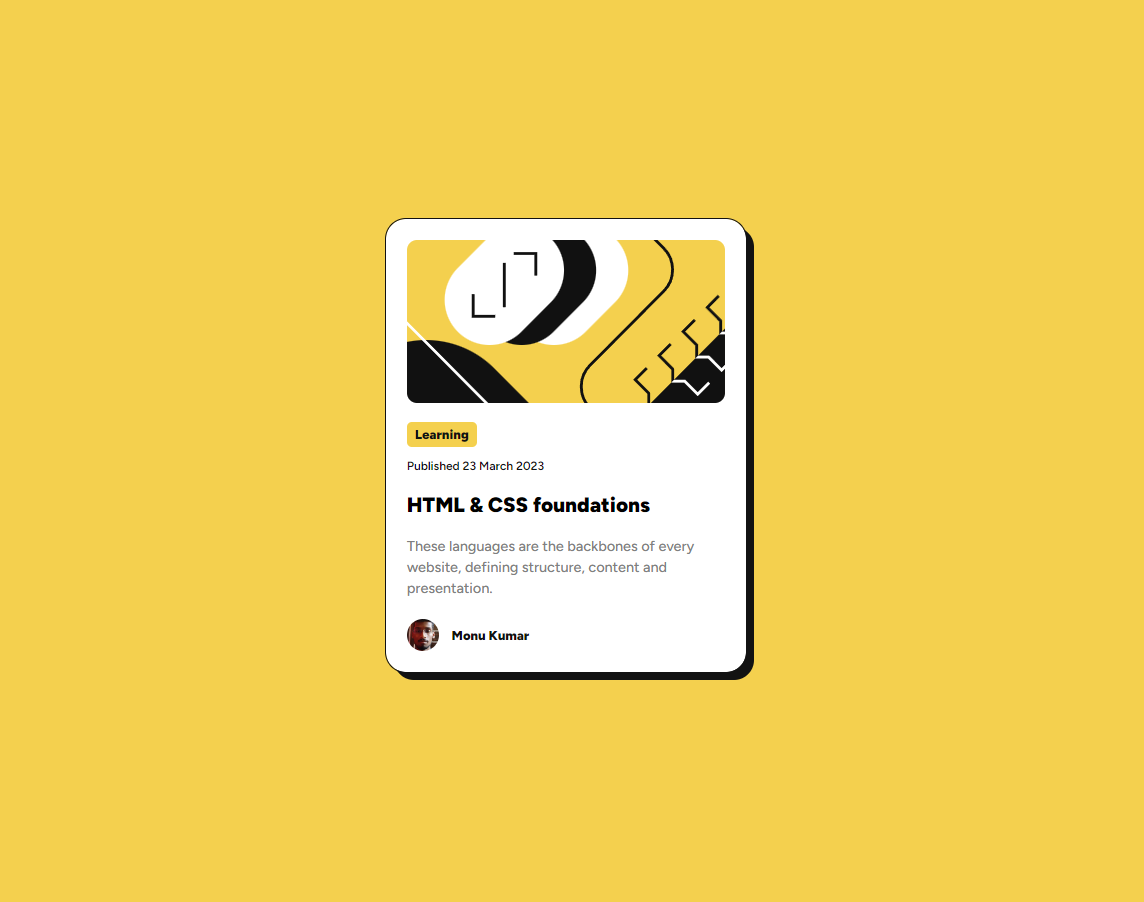 Learning
Published 23 March 2023
HTML & CSS foundations
These languages are the backbones of every
website, defining structure, content and
presentation.
Monu Kumar